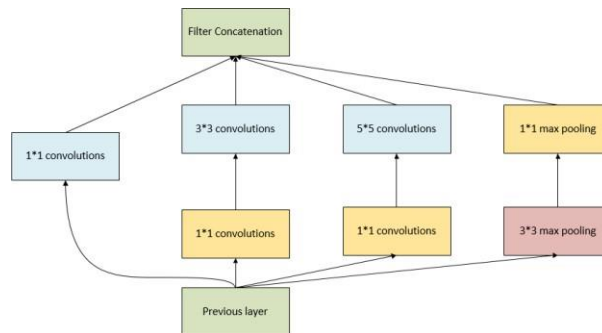 Filter Concatenation
3*3 convolutions
5*5 convolutions
1*1 max pooling
1*1 convolutions
1*1 convolutions
1*1 convolutions
3*3 max pooling
Previous layer